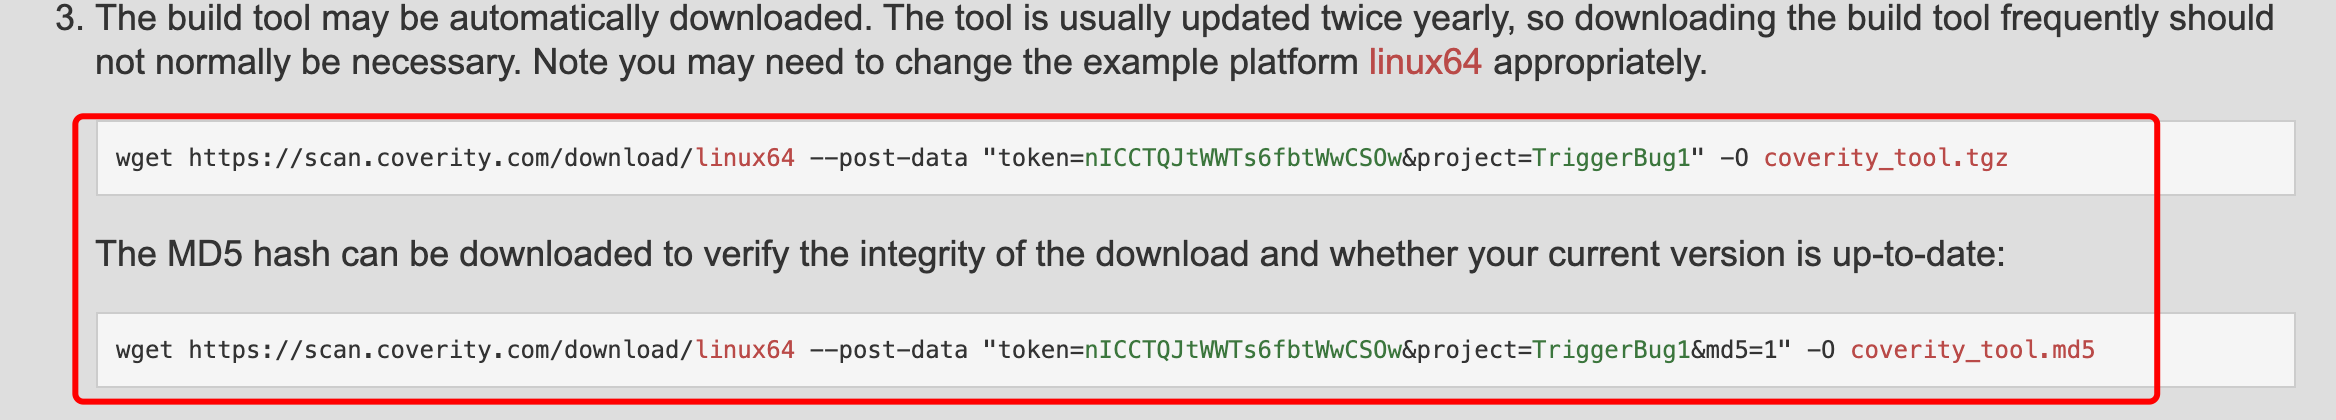 3. The build tool may be automatically downloaded. The tool is usually updated twice yearly, so downloading the build tool frequently should
not normally be necessary. Note you may need to change the example platform linux64 appropriately.
wget https://scan.coverity.com/download/linux64 --post-data "token=nICCTQJtWWTs6fbtWwCSOw&project=TriggerBug1" -O coverity_tool.tgz
The MD5 hash can be downloaded to verify the integrity of the download and whether your current version is up-to-date:
wget https://scan.coverity.com/download/linux64 --post-data "token=nICCTQJtWWTs6fbtWwCSOw&project=TriggerBug1&md5=1" -O coverity_tool.md5